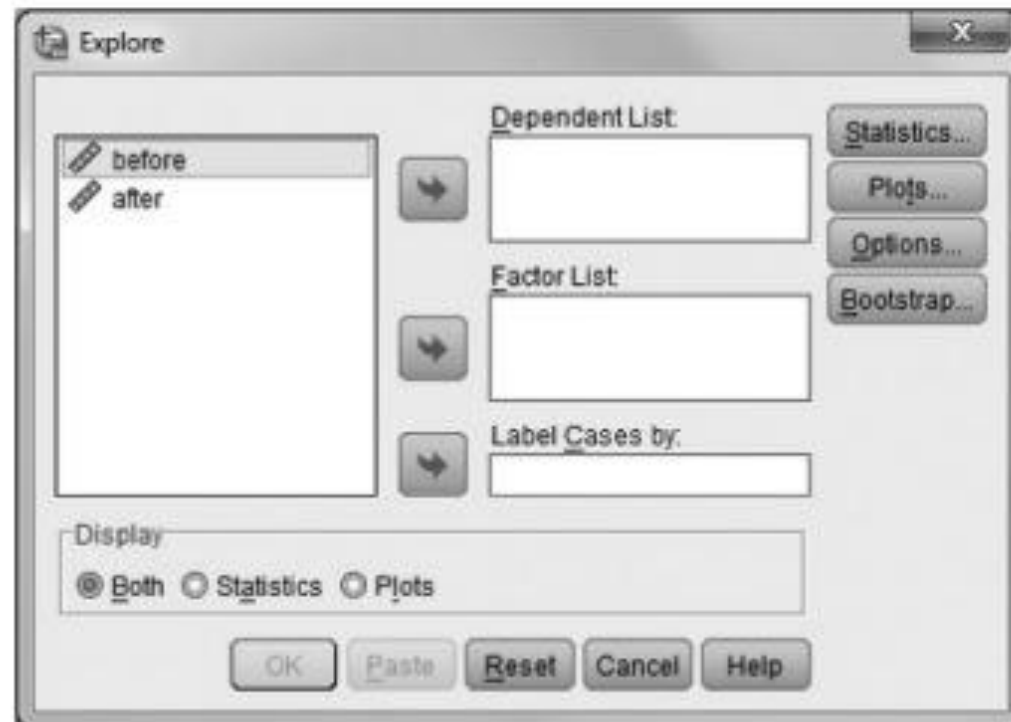 Explore
before
after
Dependent List:
Factor List:
Label Cases by:
Statistics...
Plots...
Options...
Bootstrap...
Display
Both Statistics Plots
OK Paste Reset Cancel Help